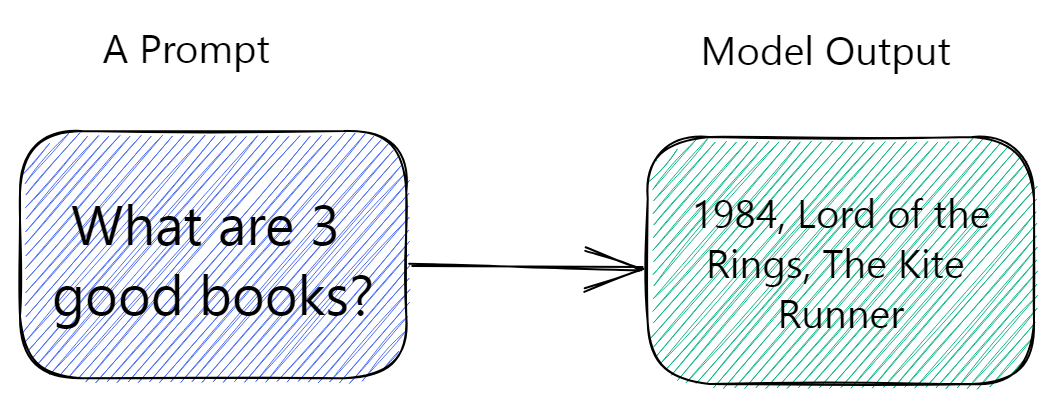 A Prompt
Model Output
What are 3
good books?
1984, Lord of the
Rings, The Kite
Runner